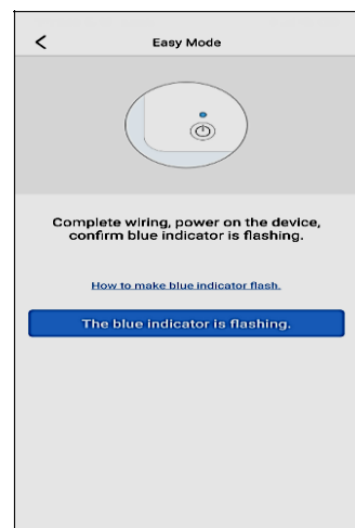 Easy Mode
Complete wiring, power on the device,
confirm blue indicator is flashing.
How to make blue indicator flash.
The blue indicator is flashing.